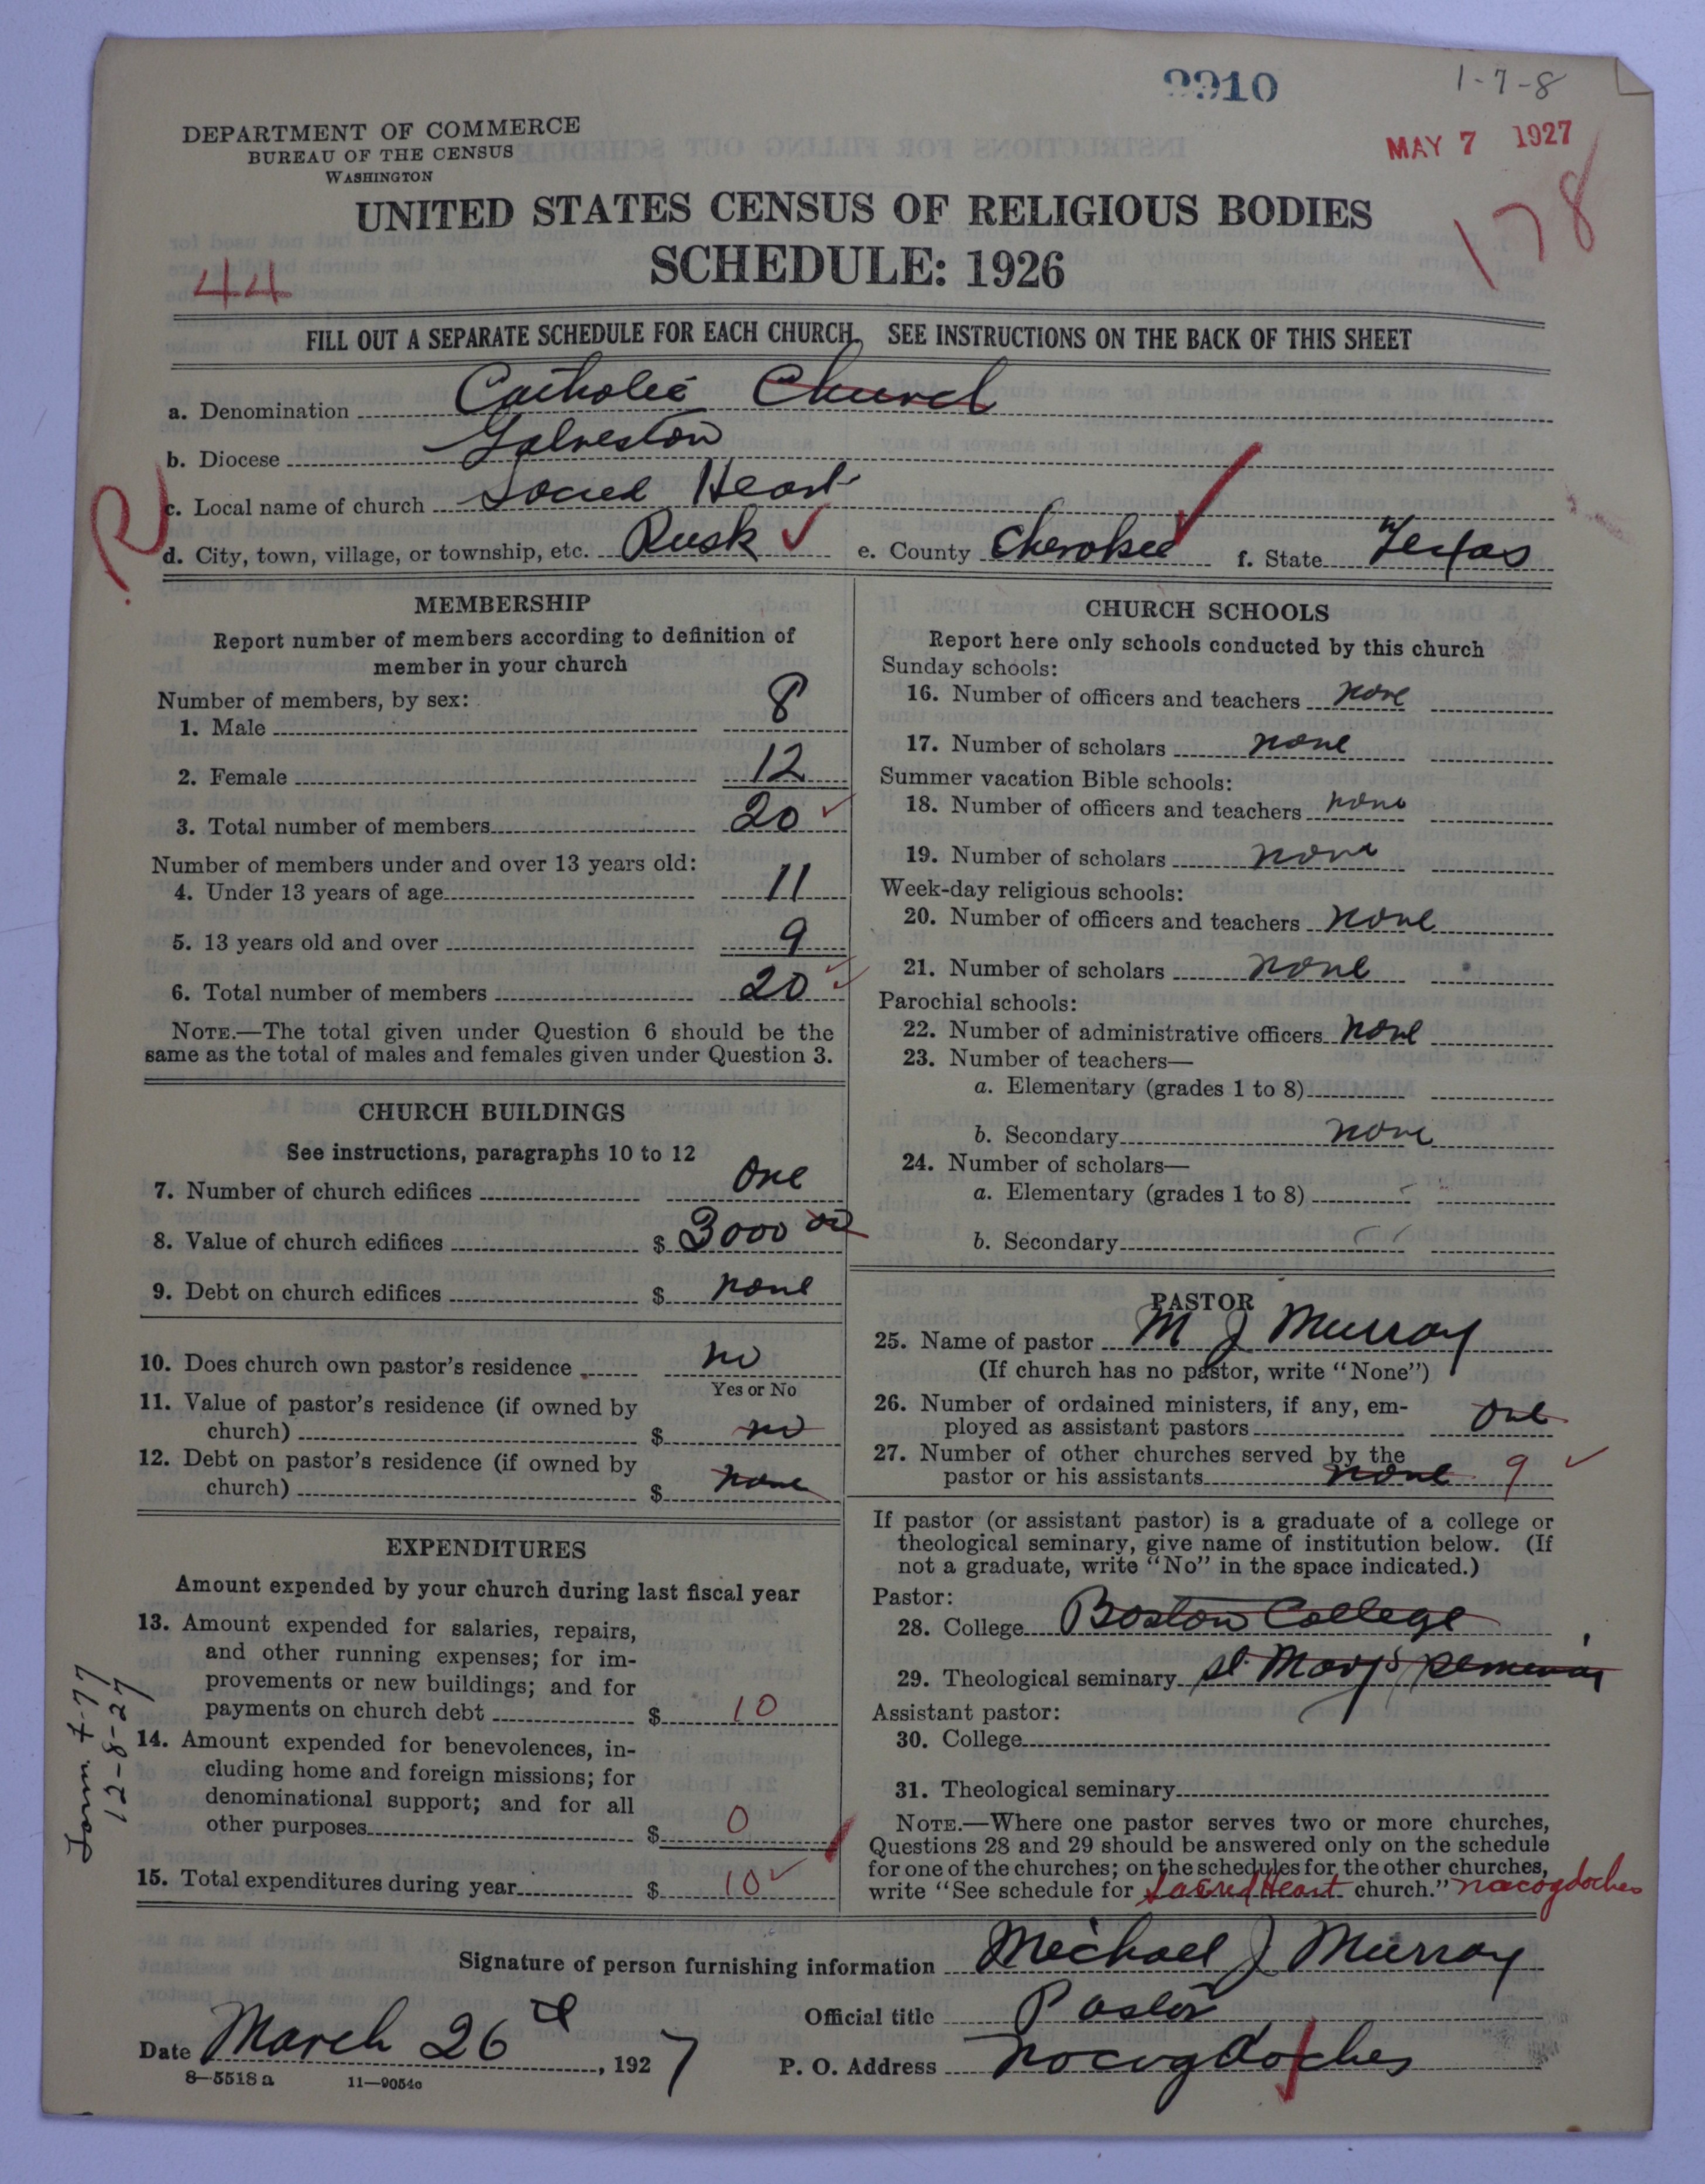 9910
1-7-8
DEPARTMENT OF COMMERCE
BUREAU OF THE CENSUS
WASHINGTON
MAY 7 1927
178
UNITED STATES CENSUS OF RELIGIOUS BODIES
SCHEDULE: 1926
44
FILL OUT A SEPARATE SCHEDULE FOR EACH CHURCH. SEE INSTRUCTIONS ON THE BACK OF THIS SHEET
a. Denomination Catholic Church
b. Diocese Galveston
R
c. Local name of church Sacred Heart
d. City, town, village, or township, etc. Rusk e. County Cherokee f. State Texas
MEMBERSHIP
Report number of members according to definition of
member in your church
Number of members, by sex:
1. Male 8
2. Female 12
3. Total number of members 20
Number of members under and over 13 years old:
4. Under 13 years of age 11
5. 13 years old and over 9
6. Total number of members 20
NOTE.—The total given under Question 6 should be the
same as the total of males and females given under Question 3.
CHURCH BUILDINGS
See instructions, paragraphs 10 to 12
7. Number of church edifices One
8. Value of church edifices $ 3000 00
9. Debt on church edifices $ none
10. Does church own pastor's residence no
Yes or No
11. Value of pastor's residence (if owned by
church) $ no
12. Debt on pastor's residence (if owned by
church) $ none
EXPENDITURES
Amount expended by your church during last fiscal year
13. Amount expended for salaries, repairs,
and other running expenses; for im-
provements or new buildings; and for
payments on church debt $ 10
14. Amount expended for benevolences, in-
cluding home and foreign missions; for
denominational support; and for all
other purposes $ 0
15. Total expenditures during year $ 10
12-8-27
CHURCH SCHOOLS
Report here only schools conducted by this church
Sunday schools:
16. Number of officers and teachers none
17. Number of scholars none
Summer vacation Bible schools:
18. Number of officers and teachers none
19. Number of scholars none
Week-day religious schools:
20. Number of officers and teachers none
21. Number of scholars none
Parochial schools:
22. Number of administrative officers none
23. Number of teachers—
a. Elementary (grades 1 to 8)
b. Secondary none
24. Number of scholars—
a. Elementary (grades 1 to 8)
b. Secondary
PASTOR
25. Name of pastor M J Murray
(If church has no pastor, write "None")
26. Number of ordained ministers, if any, em-
ployed as assistant pastors one
27. Number of other churches served by the
pastor or his assistants none 9
If pastor (or assistant pastor) is a graduate of a college or
theological seminary, give name of institution below. (If
not a graduate, write "No" in the space indicated.)
Pastor:
28. College Boston College
29. Theological seminary St Mary's Seminary
Assistant pastor:
30. College
31. Theological seminary
NOTE.—Where one pastor serves two or more churches,
Questions 28 and 29 should be answered only on the schedule
for one of the churches; on the schedules for the other churches,
write "See schedule for Sacred Heart church." Nacogdoches
Signature of person furnishing information Michael J Murray
Official title Pastor
Date March 26 , 1927 P. O. Address Nacogdoches
8-5518 a 11-9054c